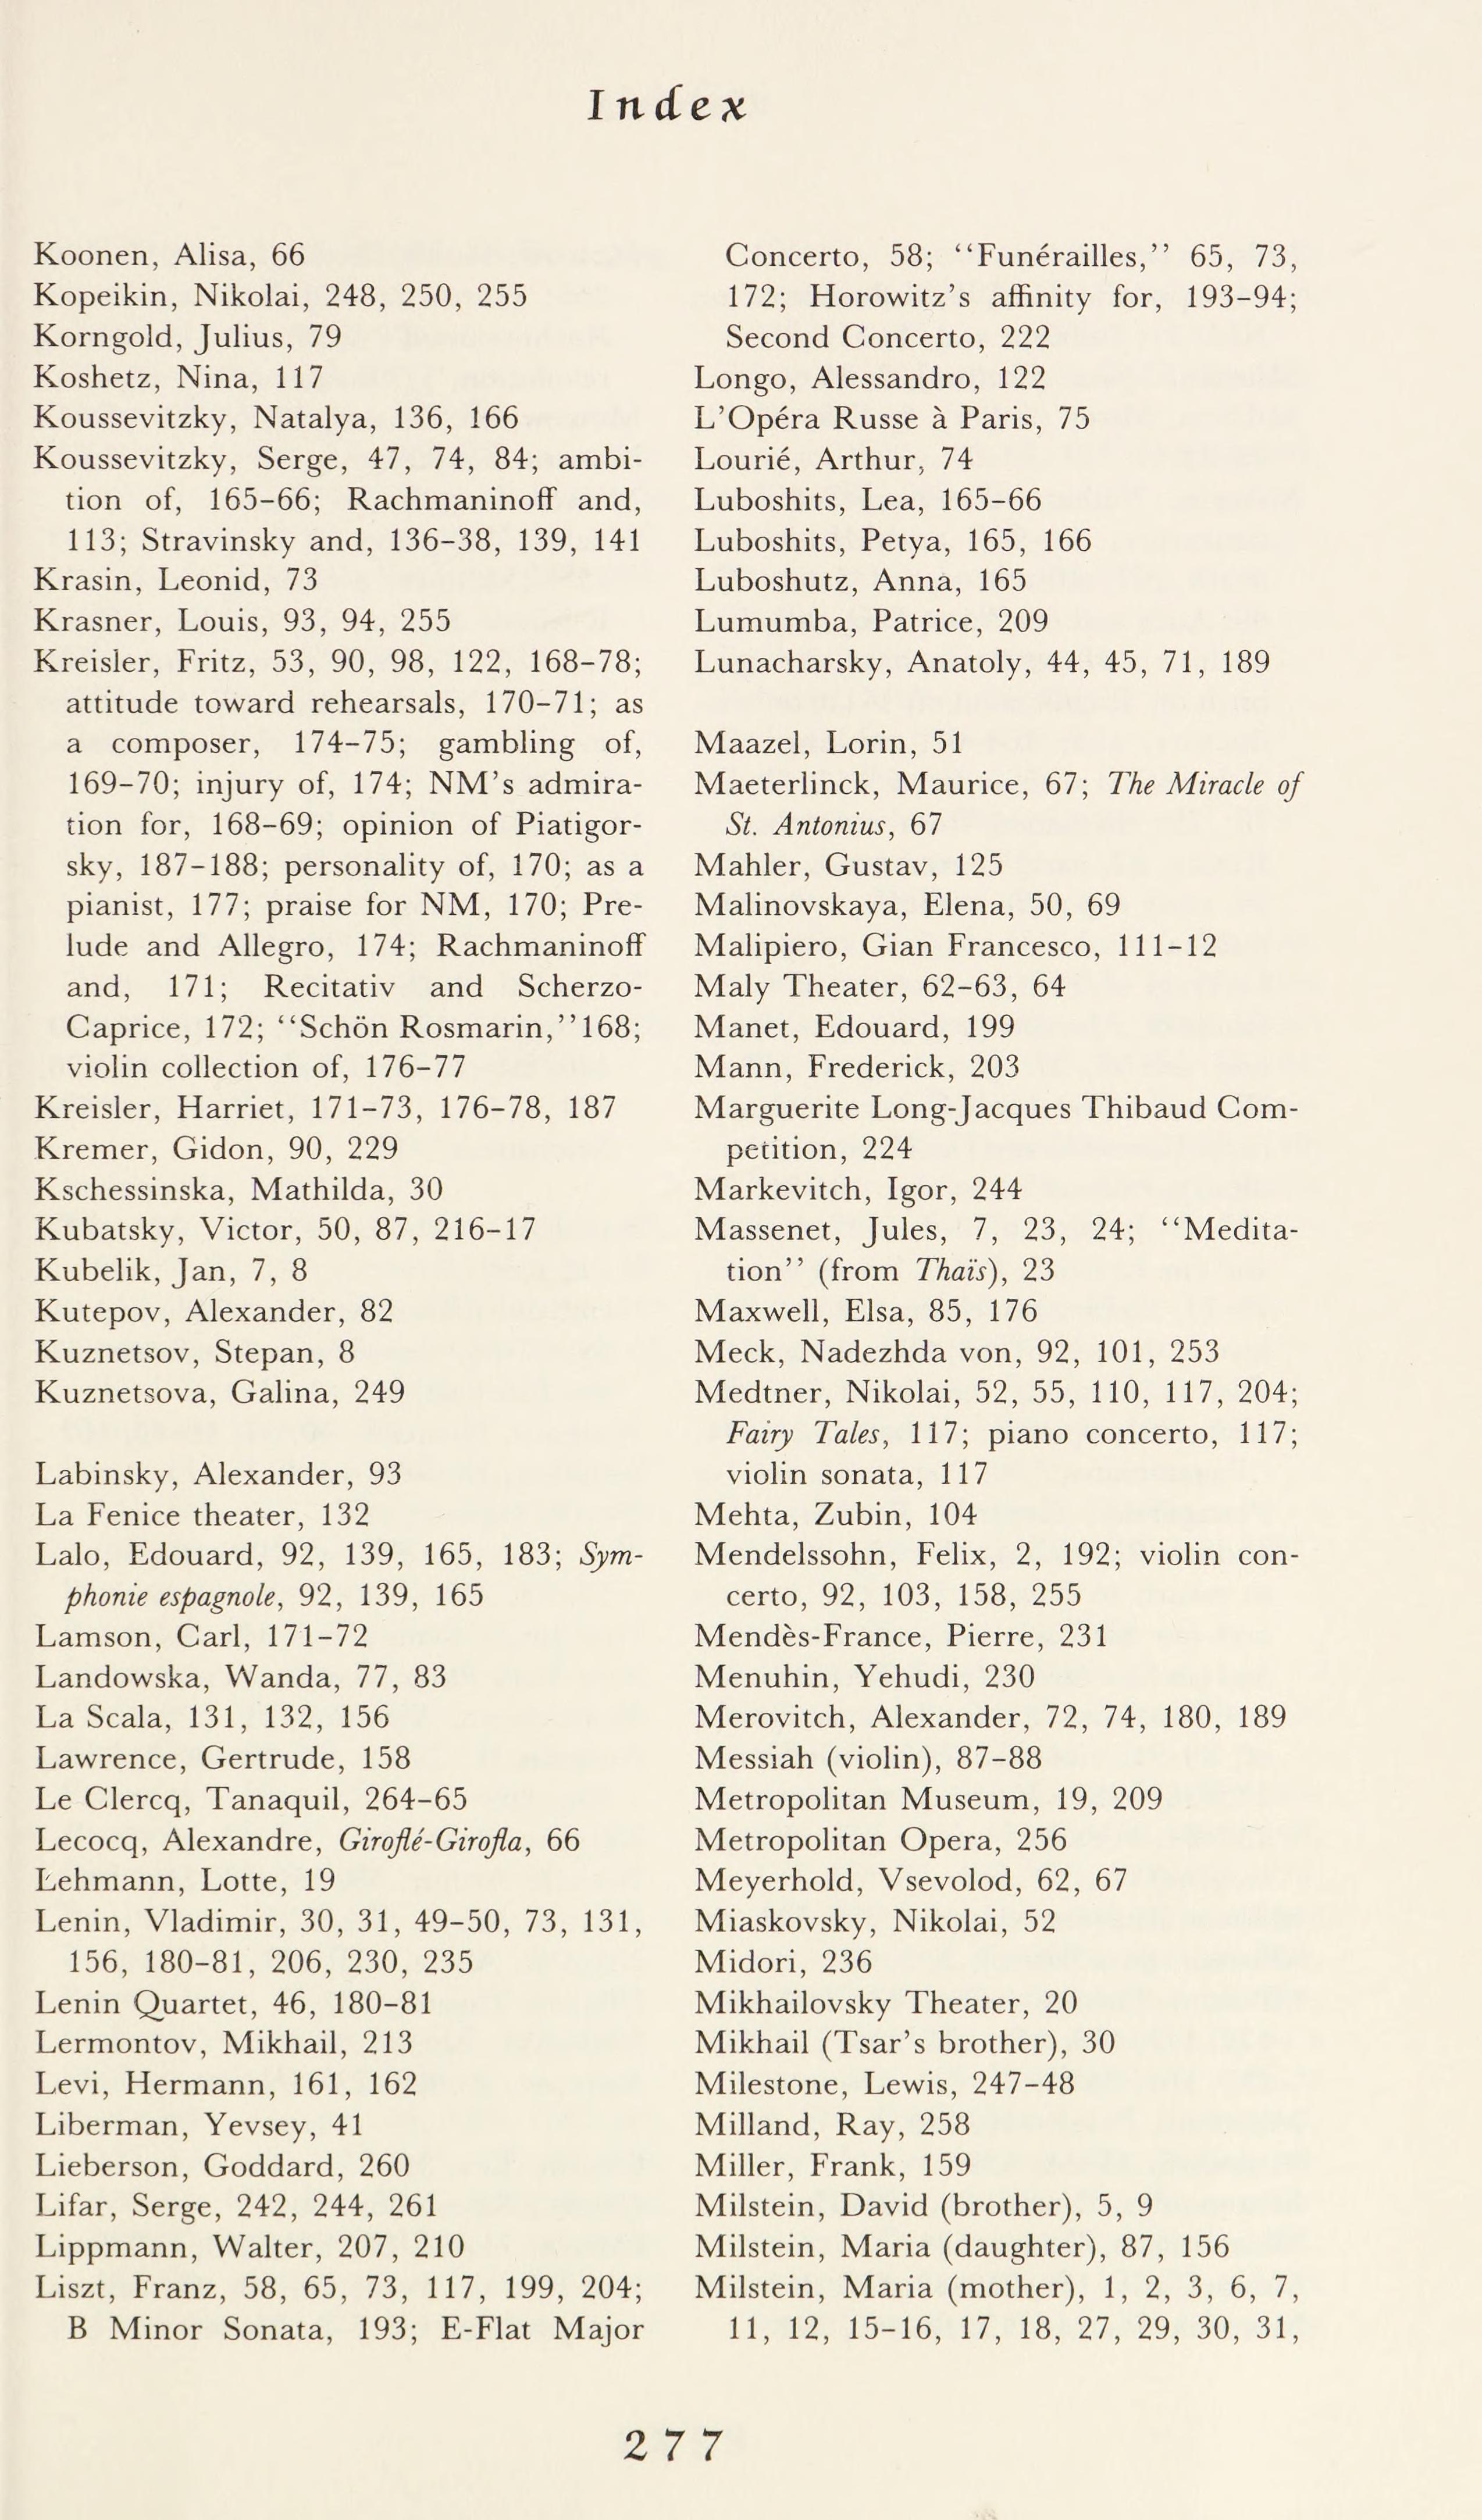 Index
Koonen, Alisa, 66
Kopeikin, Nikolai, 248, 250, 255
Korngold, Julius, 79
Koshetz, Nina, 117
Koussevitzky, Natalya, 136, 166
Koussevitzky, Serge, 47, 74, 84; ambi-
tion of, 165–66; Rachmaninoff and,
113; Stravinsky and, 136–38, 139, 141
Krasin, Leonid, 73
Krasner, Louis, 93, 94, 255
Kreisler, Fritz, 53, 90, 98, 122, 168–78;
attitude toward rehearsals, 170–71; as
a composer, 174–75; gambling of,
169–70; injury of, 174; NM's admira-
tion for, 168–69; opinion of Piatigor-
sky, 187–188; personality of, 170; as a
pianist, 177; praise for NM, 170; Pre-
lude and Allegro, 174; Rachmaninoff
and, 171; Recitativ and Scherzo-
Caprice, 172; ‘‘Schön Rosmarin,’’168;
violin collection of, 176–77
Kreisler, Harriet, 171–73, 176–78, 187
Kremer, Gidon, 90, 229
Kschessinska, Mathilda, 30
Kubatsky, Victor, 50, 87, 216–17
Kubelik, Jan, 7, 8
Kutepov, Alexander, 82
Kuznetsov, Stepan, 8
Kuznetsova, Galina, 249
Labinsky, Alexander, 93
La Fenice theater, 132
Lalo, Edouard, 92, 139, 165, 183; Sym-
phonie espagnole, 92, 139, 165
Lamson, Carl, 171–72
Landowska, Wanda, 77, 83
La Scala, 131, 132, 156
Lawrence, Gertrude, 158
Le Clercq, Tanaquil, 264–65
Lecocq, Alexandre, Giroflé-Girofla, 66
Lehmann, Lotte, 19
Lenin, Vladimir, 30, 31, 49–50, 73, 131,
156, 180–81, 206, 230, 235
Lenin Quartet, 46, 180–81
Lermontov, Mikhail, 213
Levi, Hermann, 161, 162
Liberman, Yevsey, 41
Lieberson, Goddard, 260
Lifar, Serge, 242, 244, 261
Lippmann, Walter, 207, 210
Liszt, Franz, 58, 65, 73, 117, 199, 204;
B Minor Sonata, 193; E-Flat Major
Concerto, 58; ‘‘Funérailles,’’ 65, 73,
172; Horowitz's affinity for, 193–94;
Second Concerto, 222
Longo, Alessandro, 122
L'Opéra Russe à Paris, 75
Lourié, Arthur, 74
Luboshits, Lea, 165–66
Luboshits, Petya, 165, 166
Luboshutz, Anna, 165
Lumumba, Patrice, 209
Lunacharsky, Anatoly, 44, 45, 71, 189
Maazel, Lorin, 51
Maeterlinck, Maurice, 67; The Miracle of
St. Antonius, 67
Mahler, Gustav, 125
Malinovskaya, Elena, 50, 69
Malipiero, Gian Francesco, 111–12
Maly Theater, 62–63, 64
Manet, Edouard, 199
Mann, Frederick, 203
Marguerite Long-Jacques Thibaud Com-
petition, 224
Markevitch, Igor, 244
Massenet, Jules, 7, 23, 24; ‘‘Medita-
tion’’ (from Thaïs), 23
Maxwell, Elsa, 85, 176
Meck, Nadezhda von, 92, 101, 253
Medtner, Nikolai, 52, 55, 110, 117, 204;
Fairy Tales, 117; piano concerto, 117;
violin sonata, 117
Mehta, Zubin, 104
Mendelssohn, Felix, 2, 192; violin con-
certo, 92, 103, 158, 255
Mendès-France, Pierre, 231
Menuhin, Yehudi, 230
Merovitch, Alexander, 72, 74, 180, 189
Messiah (violin), 87–88
Metropolitan Museum, 19, 209
Metropolitan Opera, 256
Meyerhold, Vsevolod, 62, 67
Miaskovsky, Nikolai, 52
Midori, 236
Mikhailovsky Theater, 20
Mikhail (Tsar's brother), 30
Milestone, Lewis, 247–48
Milland, Ray, 258
Miller, Frank, 159
Milstein, David (brother), 5, 9
Milstein, Maria (daughter), 87, 156
Milstein, Maria (mother), 1, 2, 3, 6, 7,
11, 12, 15–16, 17, 18, 27, 29, 30, 31,
277